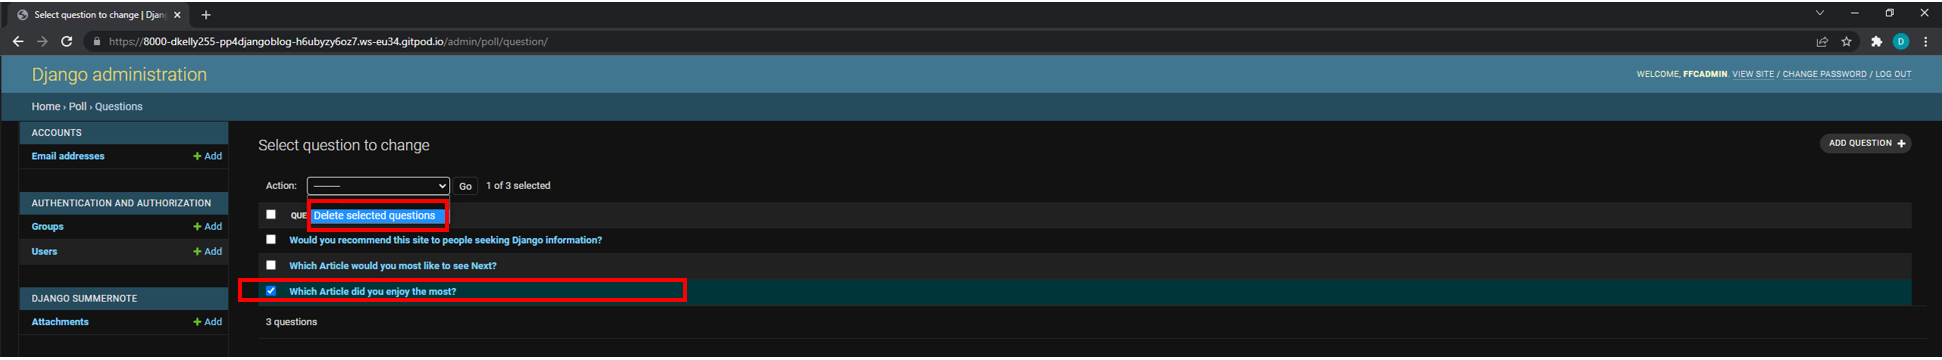 Select question to change | Djan
https://8000-dkelly255-pp4djangoblog-h6ubyzy6oz7.ws-eu34.gitpod.io/admin/poll/question/
D
Django administration
WELCOME, FFCADMIN. VIEW SITE / CHANGE PASSWORD / LOG OUT
Home › Poll › Questions
ACCOUNTS
Email addresses + Add
AUTHENTICATION AND AUTHORIZATION
Groups + Add
Users + Add
DJANGO SUMMERNOTE
Attachments + Add
Select question to change
ADD QUESTION +
Action: --------- Go 1 of 3 selected
QUE
Delete selected questions
Would you recommend this site to people seeking Django information?
Which Article would you most like to see Next?
Which Article did you enjoy the most?
3 questions